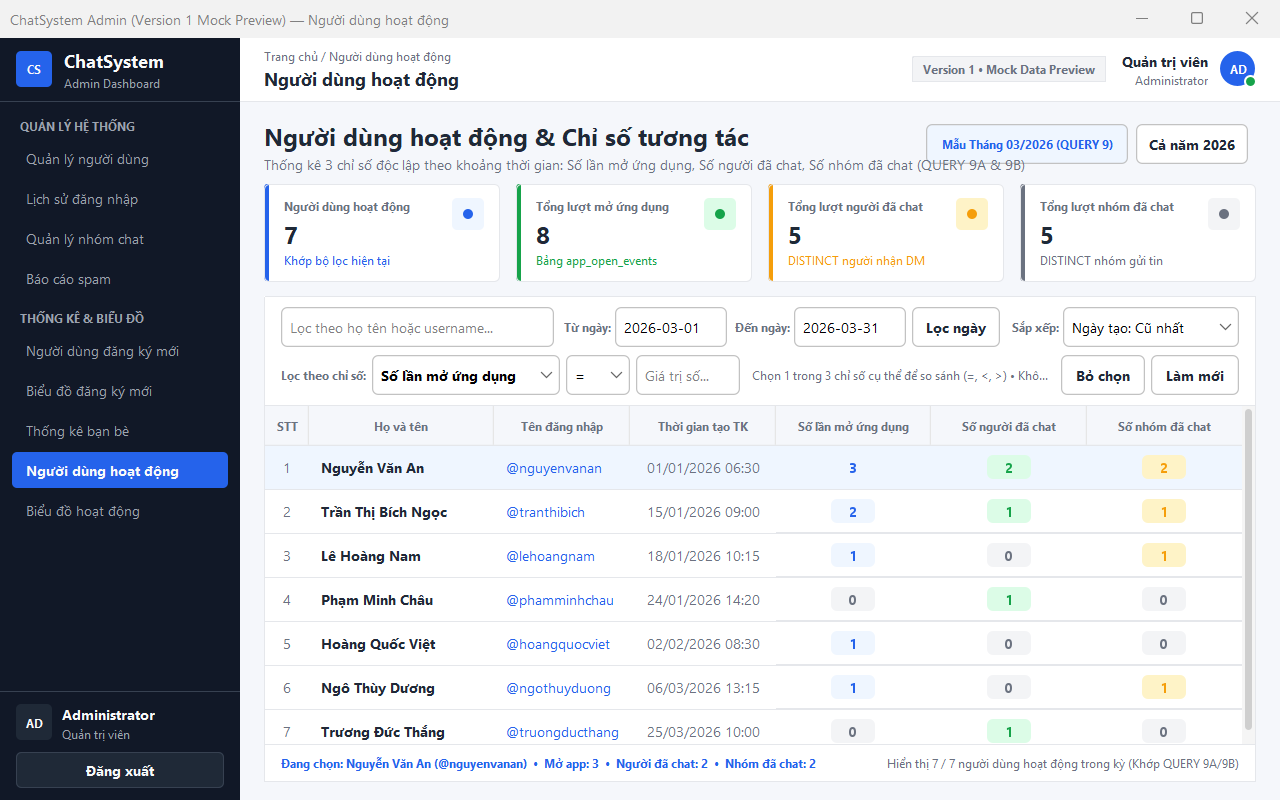 ChatSystem Admin (Version 1 Mock Preview) — Người dùng hoạt động
CS
ChatSystem
Admin Dashboard
QUẢN LÝ HỆ THỐNG
Quản lý người dùng
Lịch sử đăng nhập
Quản lý nhóm chat
Báo cáo spam
THỐNG KÊ & BIỂU ĐỒ
Người dùng đăng ký mới
Biểu đồ đăng ký mới
Thống kê bạn bè
Người dùng hoạt động
Biểu đồ hoạt động
AD
Administrator
Quản trị viên
Đăng xuất
Trang chủ / Người dùng hoạt động
Người dùng hoạt động
Version 1 • Mock Data Preview
Quản trị viên
Administrator
AD
Người dùng hoạt động & Chỉ số tương tác
Thống kê 3 chỉ số độc lập theo khoảng thời gian: Số lần mở ứng dụng, Số người đã chat, Số nhóm đã chat (QUERY 9A & 9B)
Mẫu Tháng 03/2026 (QUERY 9)
Cả năm 2026
Người dùng hoạt động
7
Khớp bộ lọc hiện tại
Tổng lượt mở ứng dụng
8
Bảng app_open_events
Tổng lượt người đã chat
5
DISTINCT người nhận DM
Tổng lượt nhóm đã chat
5
DISTINCT nhóm gửi tin
Lọc theo họ tên hoặc username... Từ ngày: 2026-03-01 Đến ngày: 2026-03-31 Lọc ngày Sắp xếp: Ngày tạo: Cũ nhất
Lọc theo chỉ số: Số lần mở ứng dụng = Giá trị số... Chọn 1 trong 3 chỉ số cụ thể để so sánh (=, <, >) • Khô... Bỏ chọn Làm mới
STT Họ và tên Tên đăng nhập Thời gian tạo TK Số lần mở ứng dụng Số người đã chat Số nhóm đã chat
1 Nguyễn Văn An @nguyenvanan 01/01/2026 06:30 3 2 2
2 Trần Thị Bích Ngọc @tranthibich 15/01/2026 09:00 2 1 1
3 Lê Hoàng Nam @lehoangnam 18/01/2026 10:15 1 0 1
4 Phạm Minh Châu @phamminhchau 24/01/2026 14:20 0 1 0
5 Hoàng Quốc Việt @hoangquocviet 02/02/2026 08:30 1 0 0
6 Ngô Thùy Dương @ngothuyduong 06/03/2026 13:15 1 0 1
7 Trương Đức Thắng @truongducthang 25/03/2026 10:00 0 1 0
Đang chọn: Nguyễn Văn An (@nguyenvanan) • Mở app: 3 • Người đã chat: 2 • Nhóm đã chat: 2
Hiển thị 7 / 7 người dùng hoạt động trong kỳ (Khớp QUERY 9A/9B)